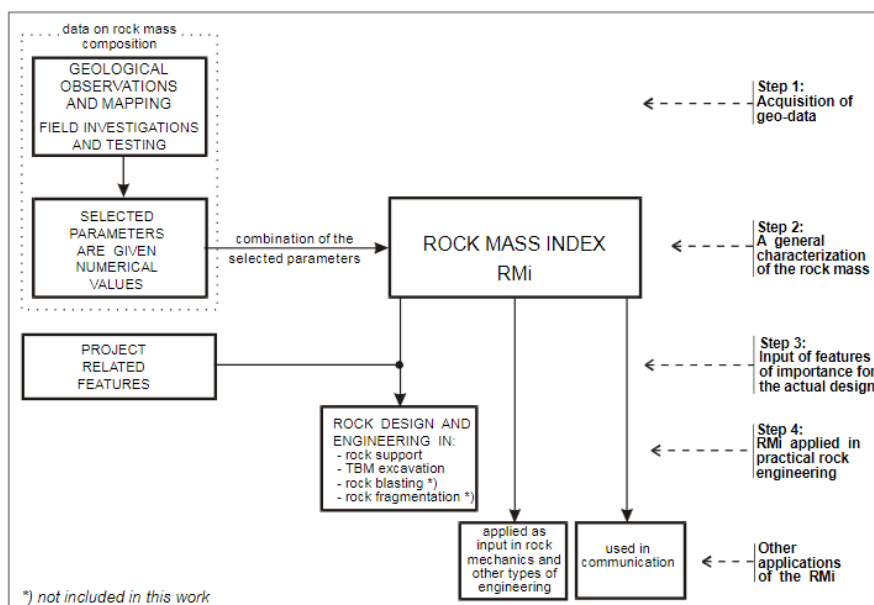 data on rock mass
composition
GEOLOGICAL
OBSERVATIONS
AND MAPPING
FIELD INVESTIGATIONS
AND TESTING
Step 1:
Acquisition of
geo-data
SELECTED
PARAMETERS
ARE GIVEN
NUMERICAL
VALUES
combination of the
selected parameters
ROCK MASS INDEX
RMi
Step 2:
A general
characterization
of the rock mass
PROJECT
RELATED
FEATURES
Step 3:
Input of features
of importance for
the actual design
ROCK DESIGN AND
ENGINEERING IN:
- rock support
- TBM excavation
- rock blasting *)
- rock fragmentation *)
Step 4:
RMi applied in
practical rock
engineering
applied as
input in rock
mechanics and
other types of
engineering
used in
communication
Other
applications
of the RMi
*) not included in this work